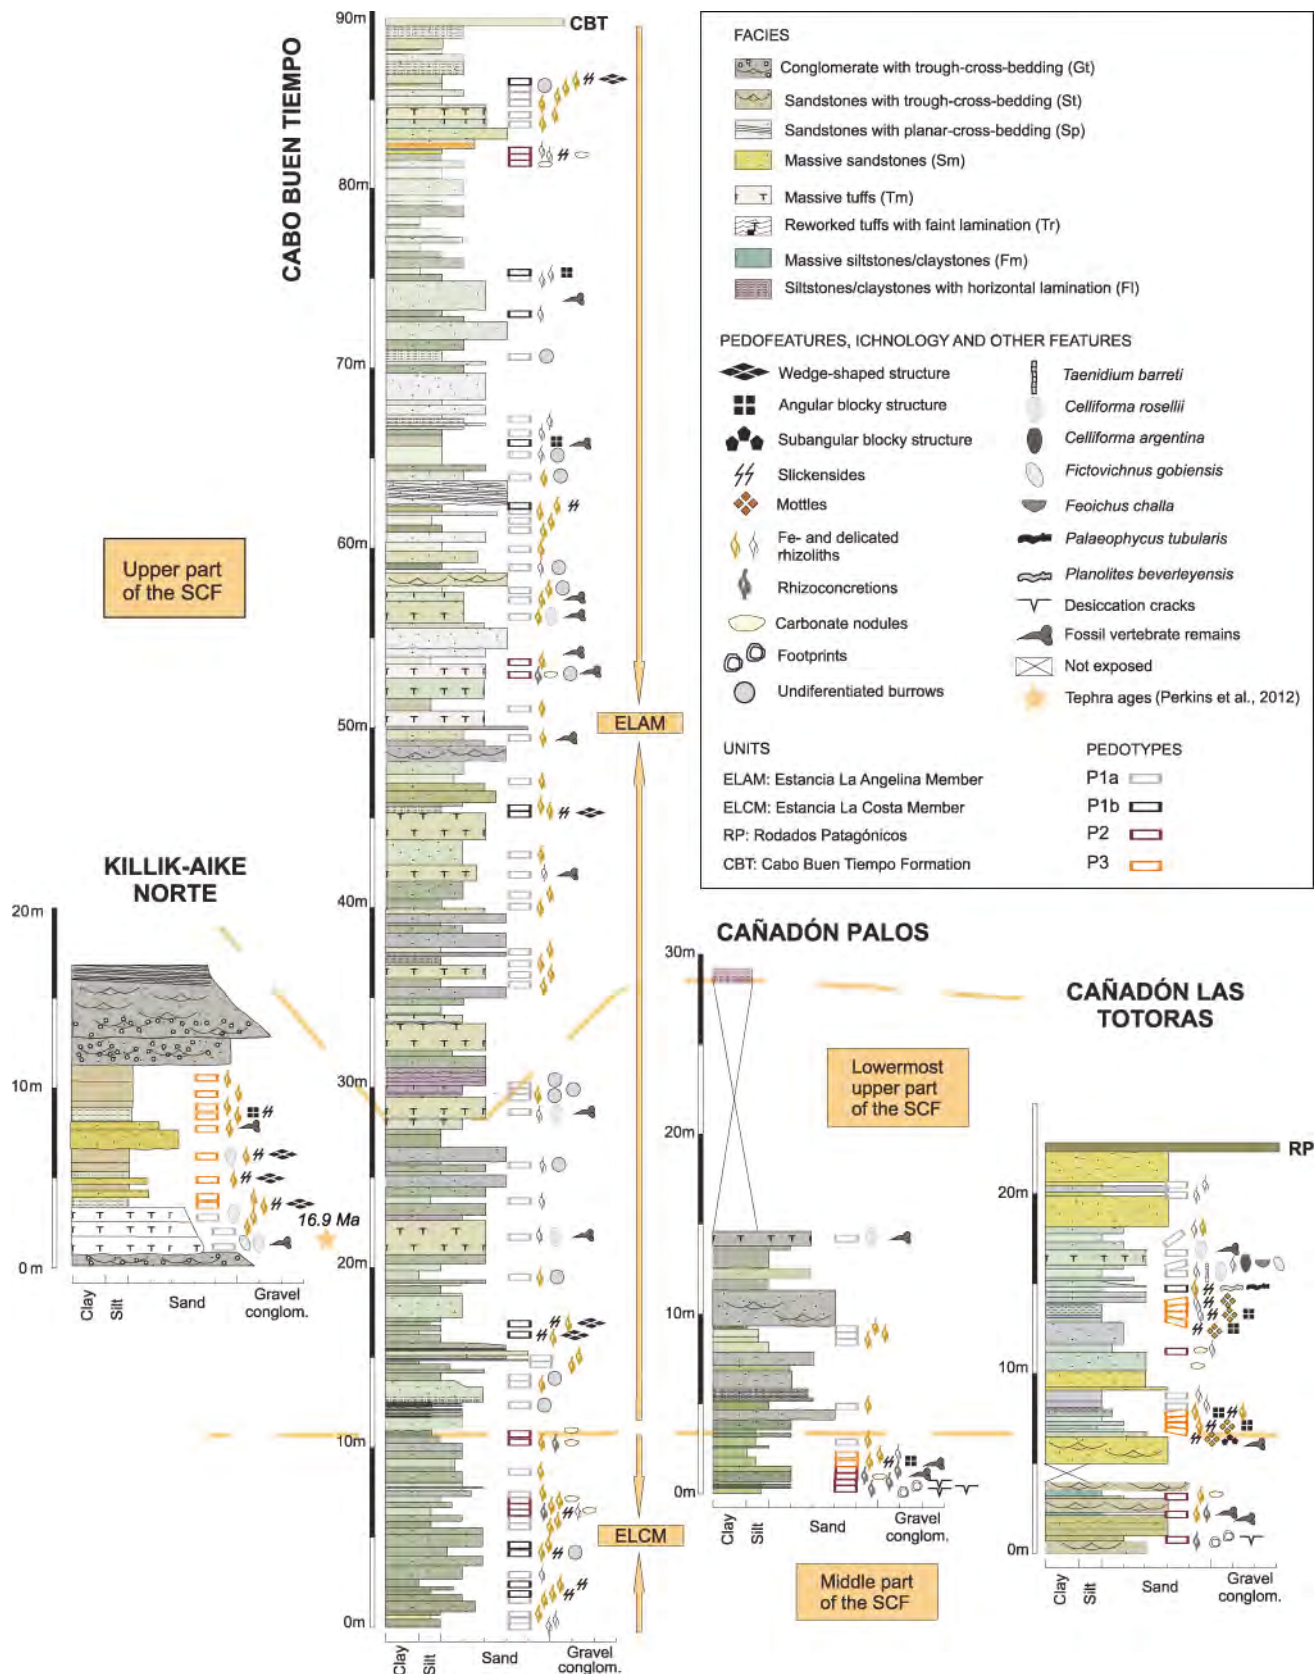 CABO BUEN TIEMPO
90m
80m
70m
60m
50m
40m
30m
20m
10m
0m
CBT
ELAM
ELCM
Clay
Silt
Sand
Gravel
conglom.
Upper part
of the SCF
KILLIK-AIKE
NORTE
20m
10m
0m
16.9 Ma
Clay
Silt
Sand
Gravel
conglom.
FACIES
Conglomerate with trough-cross-bedding (Gt)
Sandstones with trough-cross-bedding (St)
Sandstones with planar-cross-bedding (Sp)
Massive sandstones (Sm)
Massive tuffs (Tm)
Reworked tuffs with faint lamination (Tr)
Massive siltstones/claystones (Fm)
Siltstones/claystones with horizontal lamination (Fl)
PEDOFEATURES, ICHNOLOGY AND OTHER FEATURES
Wedge-shaped structure
Angular blocky structure
Subangular blocky structure
Slickensides
Mottles
Fe- and delicated
rhizoliths
Rhizoconcretions
Carbonate nodules
Footprints
Undiferentiated burrows
Taenidium barreti
Celliforma rosellii
Celliforma argentina
Fictovichnus gobiensis
Feoichus challa
Palaeophycus tubularis
Planolites beverleyensis
Desiccation cracks
Fossil vertebrate remains
Not exposed
Tephra ages (Perkins et al., 2012)
UNITS
ELAM: Estancia La Angelina Member
ELCM: Estancia La Costa Member
RP: Rodados Patagónicos
CBT: Cabo Buen Tiempo Formation
PEDOTYPES
P1a
P1b
P2
P3
CAÑADÓN PALOS
30m
20m
10m
0m
Clay
Silt
Sand
Gravel
conglom.
Lowermost
upper part
of the SCF
Middle part
of the SCF
CAÑADÓN LAS
TOTORAS
RP
20m
10m
0m
Clay
Silt
Sand
Gravel
conglom.